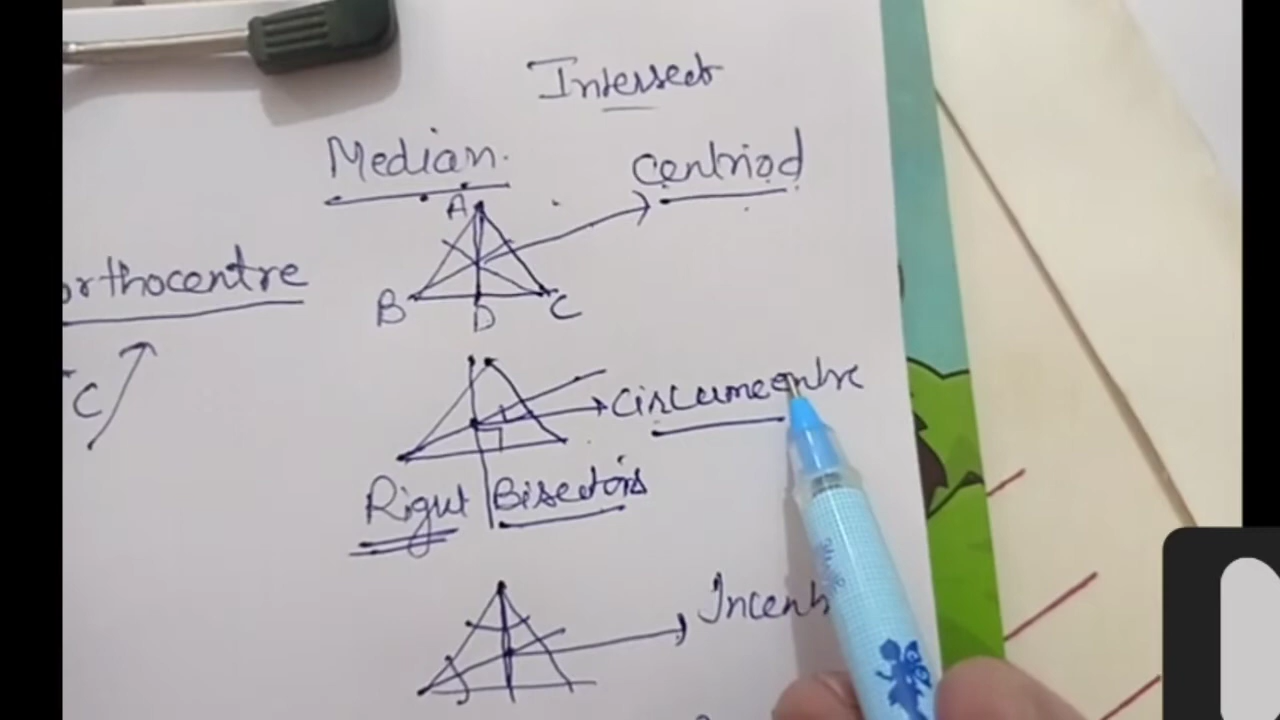 Intersect
Median.
Centriod
A
B
D
C
orthocentre
C
Circumcentre
Right Bisectors
Incent